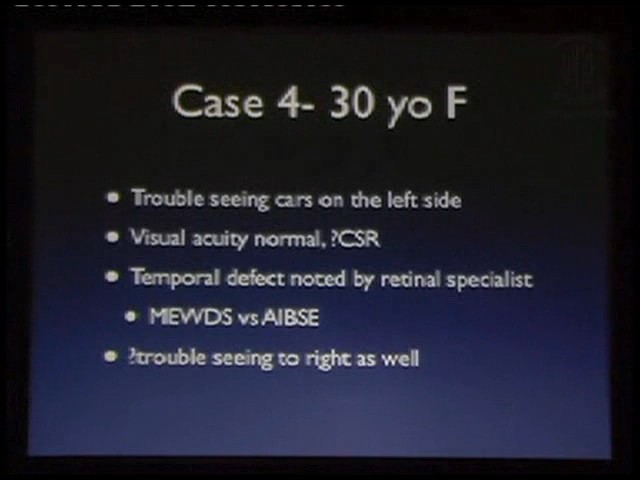 Case 4- 30 yo F
Trouble seeing cars on the left side
Visual acuity normal, ?CSR
Temporal defect noted by retinal specialist
MEWDS vs AIBSE
?trouble seeing to right as well